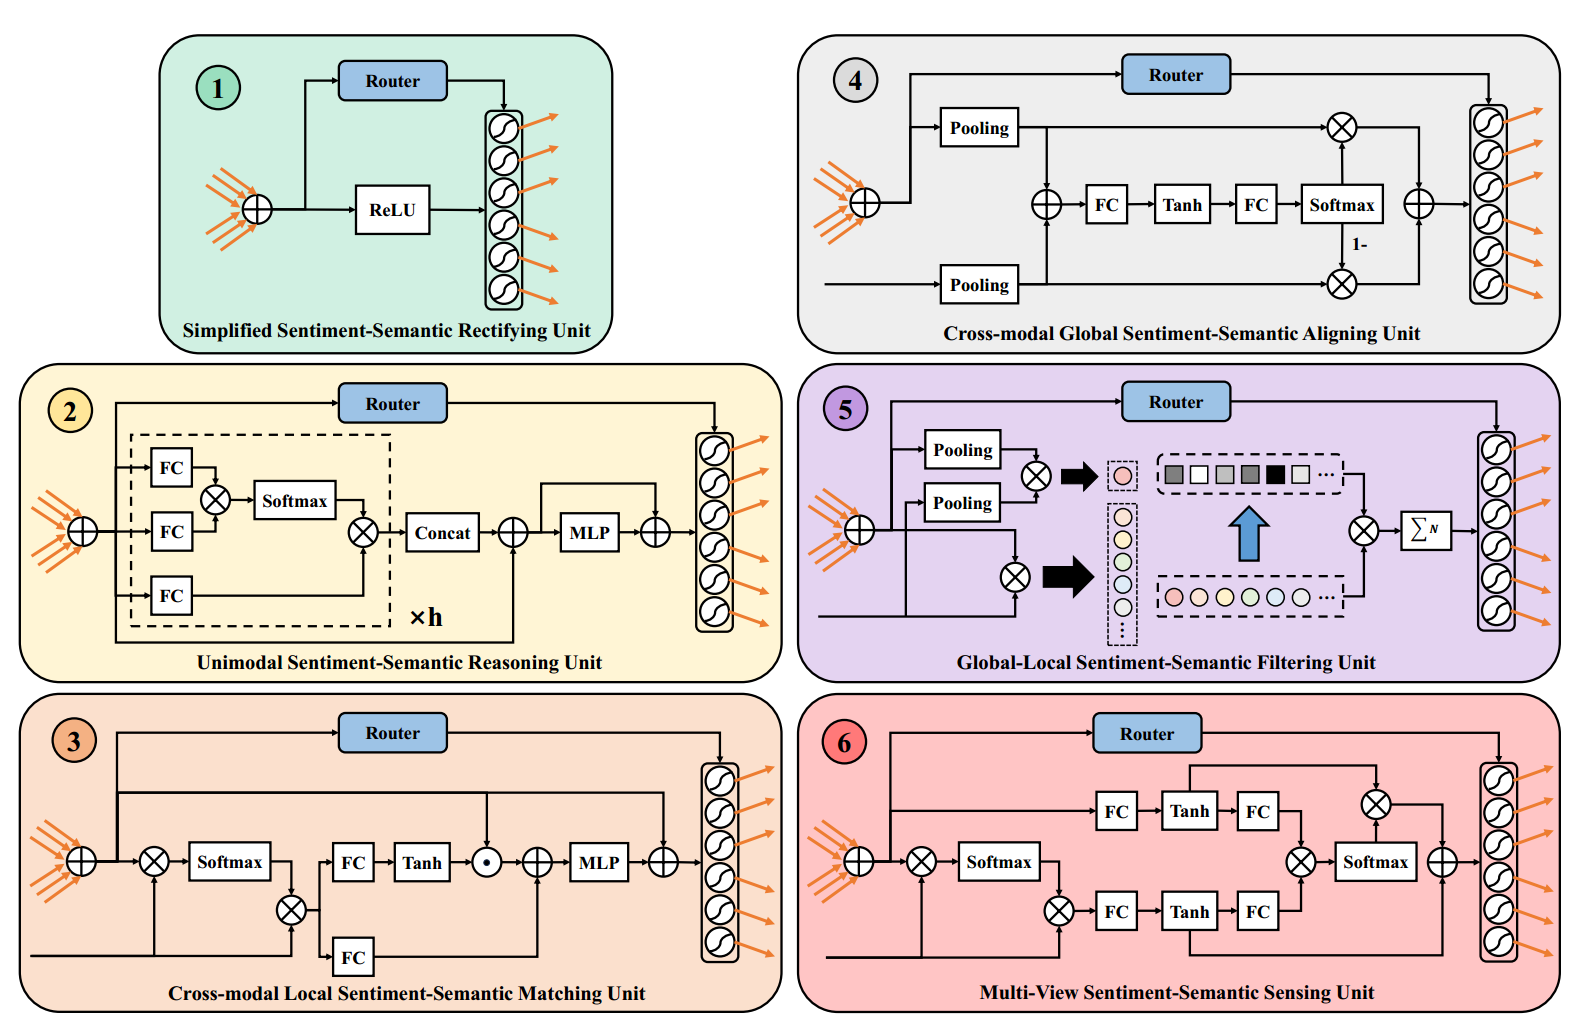 1
Router
ReLU
Simplified Sentiment-Semantic Rectifying Unit
2
Router
FC
FC
FC
Softmax
Concat
MLP
×h
Unimodal Sentiment-Semantic Reasoning Unit
3
Router
Softmax
FC
Tanh
MLP
FC
Cross-modal Local Sentiment-Semantic Matching Unit
4
Router
Pooling
FC
Tanh
FC
Softmax
1-
Pooling
Cross-modal Global Sentiment-Semantic Aligning Unit
5
Router
Pooling
Pooling
...
∑N
...
⋮
Global-Local Sentiment-Semantic Filtering Unit
6
Router
FC
Tanh
FC
Softmax
Softmax
FC
Tanh
FC
Multi-View Sentiment-Semantic Sensing Unit